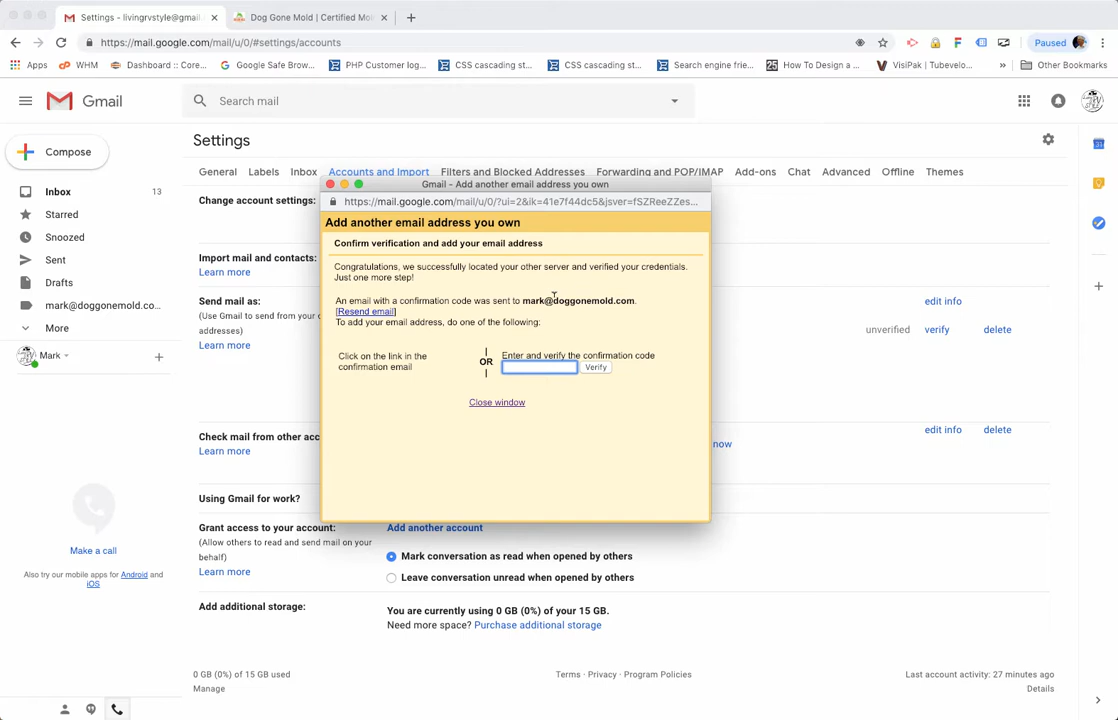 Settings - livingrvstyle@gmail.
Dog Gone Mold | Certified Mo
https://mail.google.com/mail/u/0/#settings/accounts
Paused
Apps
WHM
Dashboard :: Core...
Google Safe Brow...
PHP Customer log...
CSS cascading st...
CSS cascading st...
Search engine frie...
25 How To Design a ...
VisiPak | Tubevelo...
»
Other Bookmarks
Gmail
Search mail
Compose
Inbox 13
Starred
Snoozed
Sent
Drafts
mark@doggonemold.co...
More
Mark
Make a call
Also try our mobile apps for Android and
iOS
Settings
General Labels Inbox Accounts and Import Filters and Blocked Addresses Forwarding and POP/IMAP Add-ons Chat Advanced Offline Themes
Change account settings:
Import mail and contacts:
Learn more
Send mail as:
(Use Gmail to send from your o
addresses)
Learn more
edit info
unverified verify delete
Check mail from other acc
Learn more
now
edit info delete
Using Gmail for work?
Grant access to your account:
(Allow others to read and send mail on your
behalf)
Learn more
Add another account
Mark conversation as read when opened by others
Leave conversation unread when opened by others
Add additional storage:
You are currently using 0 GB (0%) of your 15 GB.
Need more space? Purchase additional storage
0 GB (0%) of 15 GB used
Manage
Terms · Privacy · Program Policies
Last account activity: 27 minutes ago
Details
Gmail - Add another email address you own
https://mail.google.com/mail/u/0/?ui=2&ik=41e7f44dc5&jsver=fSZReeZZes...
Add another email address you own
Confirm verification and add your email address
Congratulations, we successfully located your other server and verified your credentials.
Just one more step!
An email with a confirmation code was sent to mark@doggonemold.com.
[Resend email]
To add your email address, do one of the following:
Click on the link in the
confirmation email
OR
Enter and verify the confirmation code
Verify
Close window